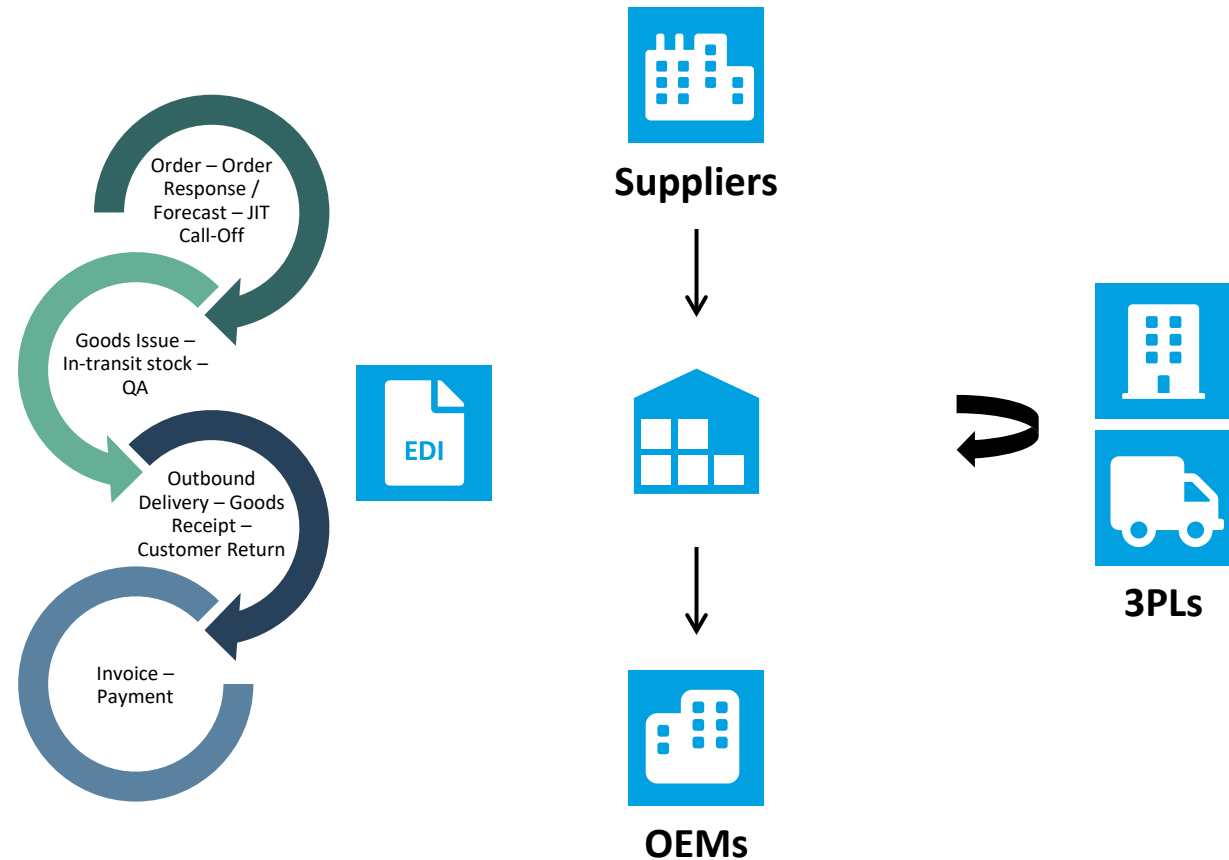 Order – Order
Response /
Forecast – JIT
Call-Off
Goods Issue –
In-transit stock –
QA
Outbound
Delivery – Goods
Receipt –
Customer Return
Invoice –
Payment
EDI
Suppliers
OEMs
3PLs